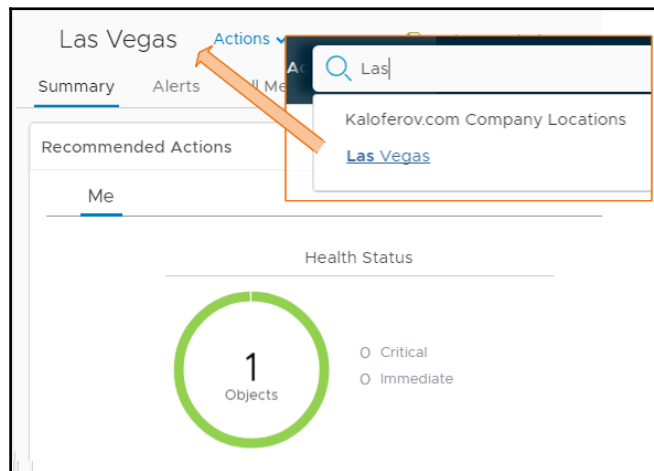 Las Vegas Actions
Las
Summary Alerts
Kaloferov.com Company Locations
Las Vegas
Recommended Actions
Me
Health Status
1
Objects
0 Critical
0 Immediate